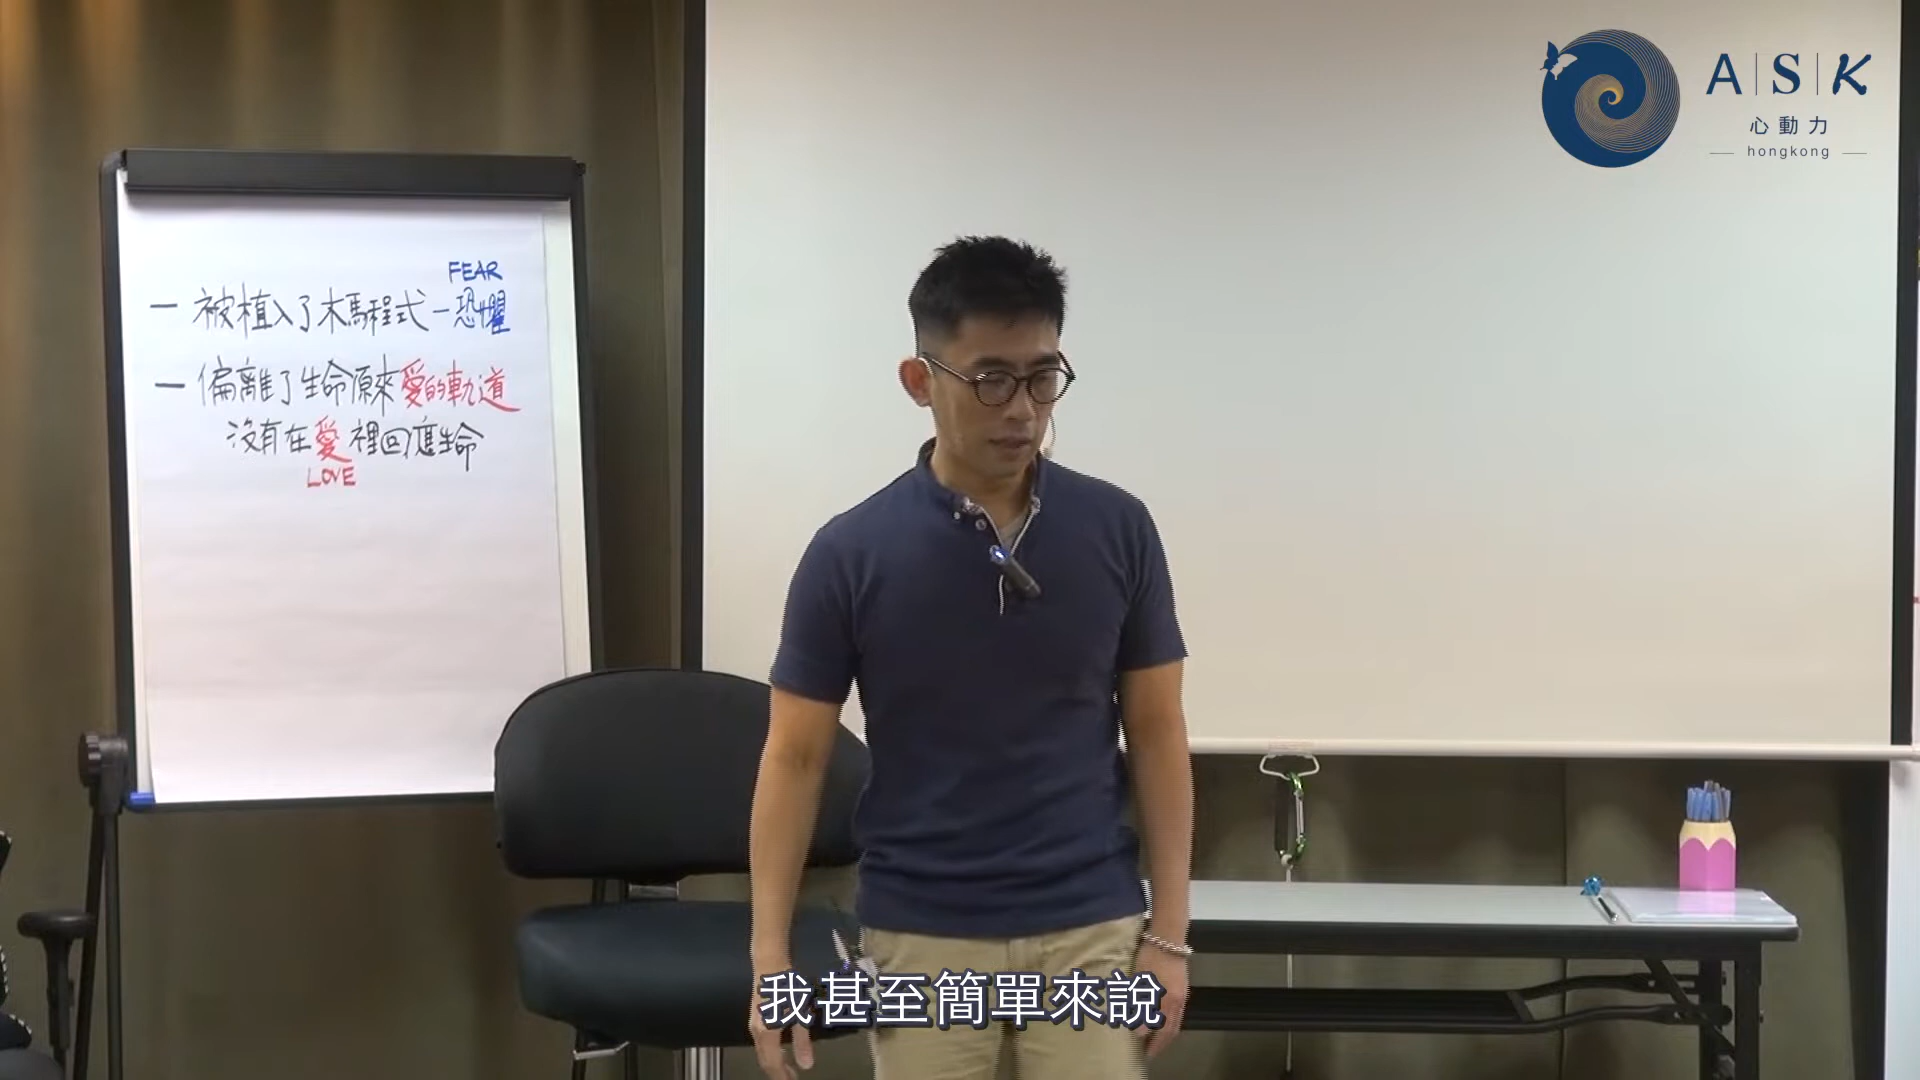 A|S|K
心動力
hongkong
FEAR
一 被植入了木馬程式 — 恐懼
一 偏離了生命原來愛的軌道
沒有在愛裡回應生命
LOVE
我甚至簡單來說